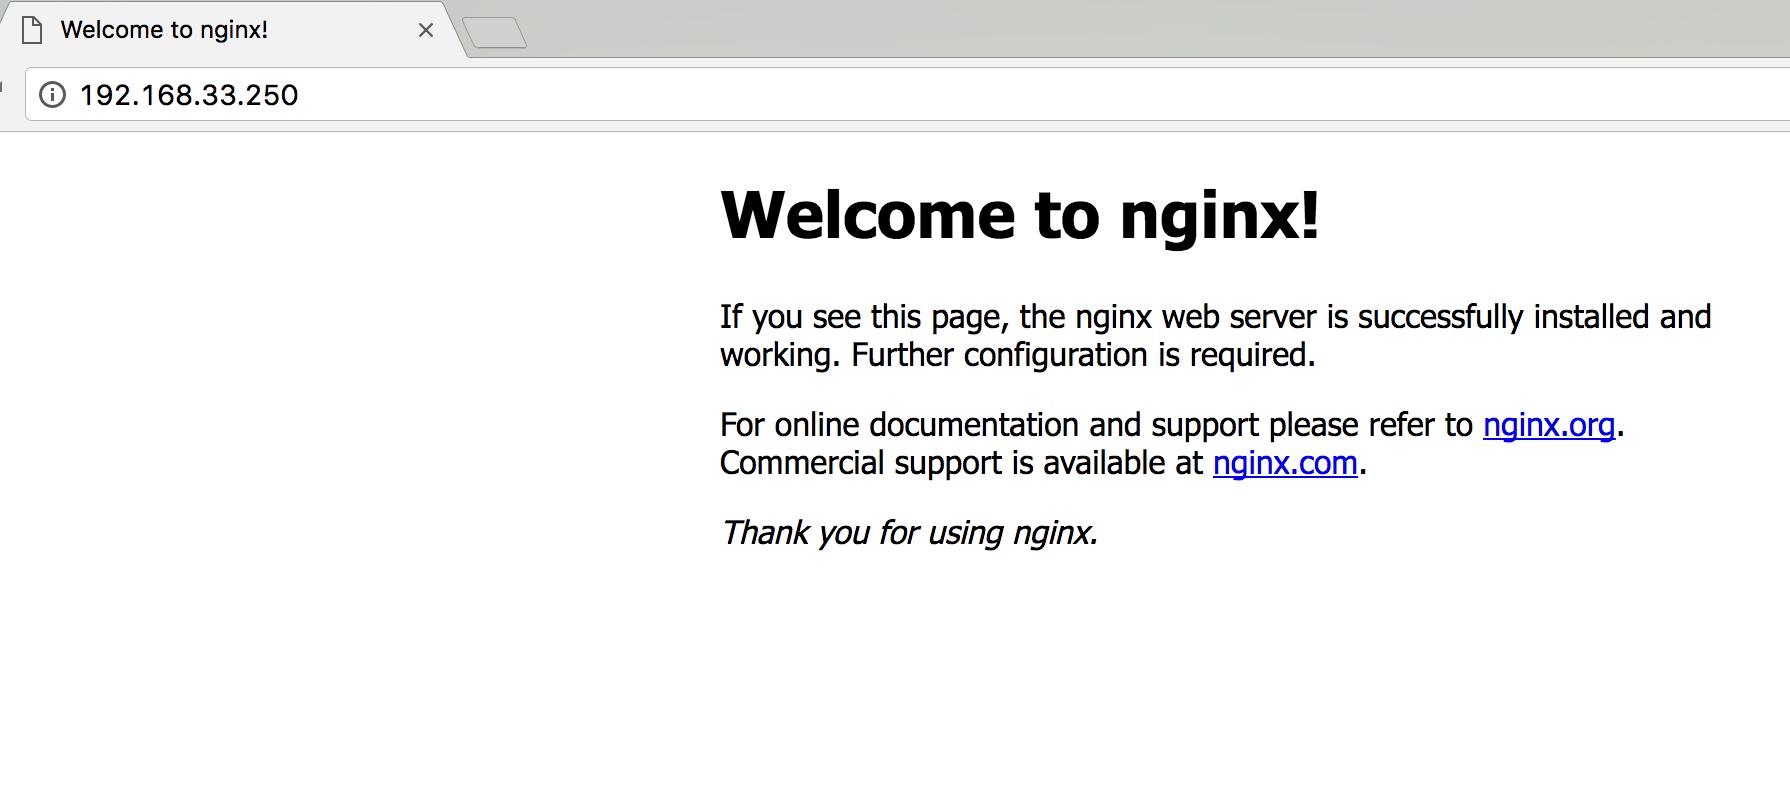 Welcome to nginx!
192.168.33.250
Welcome to nginx!
If you see this page, the nginx web server is successfully installed and
working. Further configuration is required.
For online documentation and support please refer to nginx.org.
Commercial support is available at nginx.com.
Thank you for using nginx.